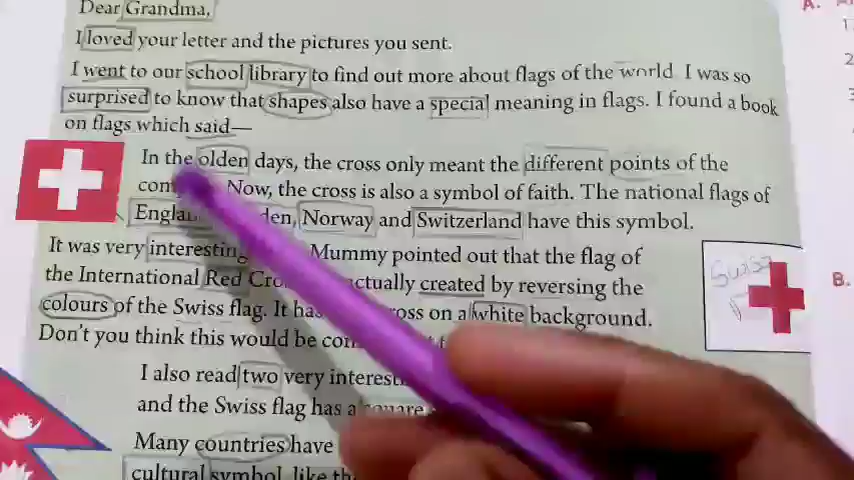 Dear Grandma,
I loved your letter and the pictures you sent.
I went to our school library to find out more about flags of the world. I was so
surprised to know that shapes also have a special meaning in flags. I found a book
on flags which said—
In the olden days, the cross only meant the different points of the
Now, the cross is also a symbol of faith. The national flags of
Norway and Switzerland have this symbol.
It was very interesting Mummy pointed out that the flag of
the International Red created by reversing the
colours of the Swiss flag. It on a white background.
Don't you think this would be
I also read two very
and the Swiss flag has a
Many countries have
cultural symbol, like
A.
1
2
3
B.